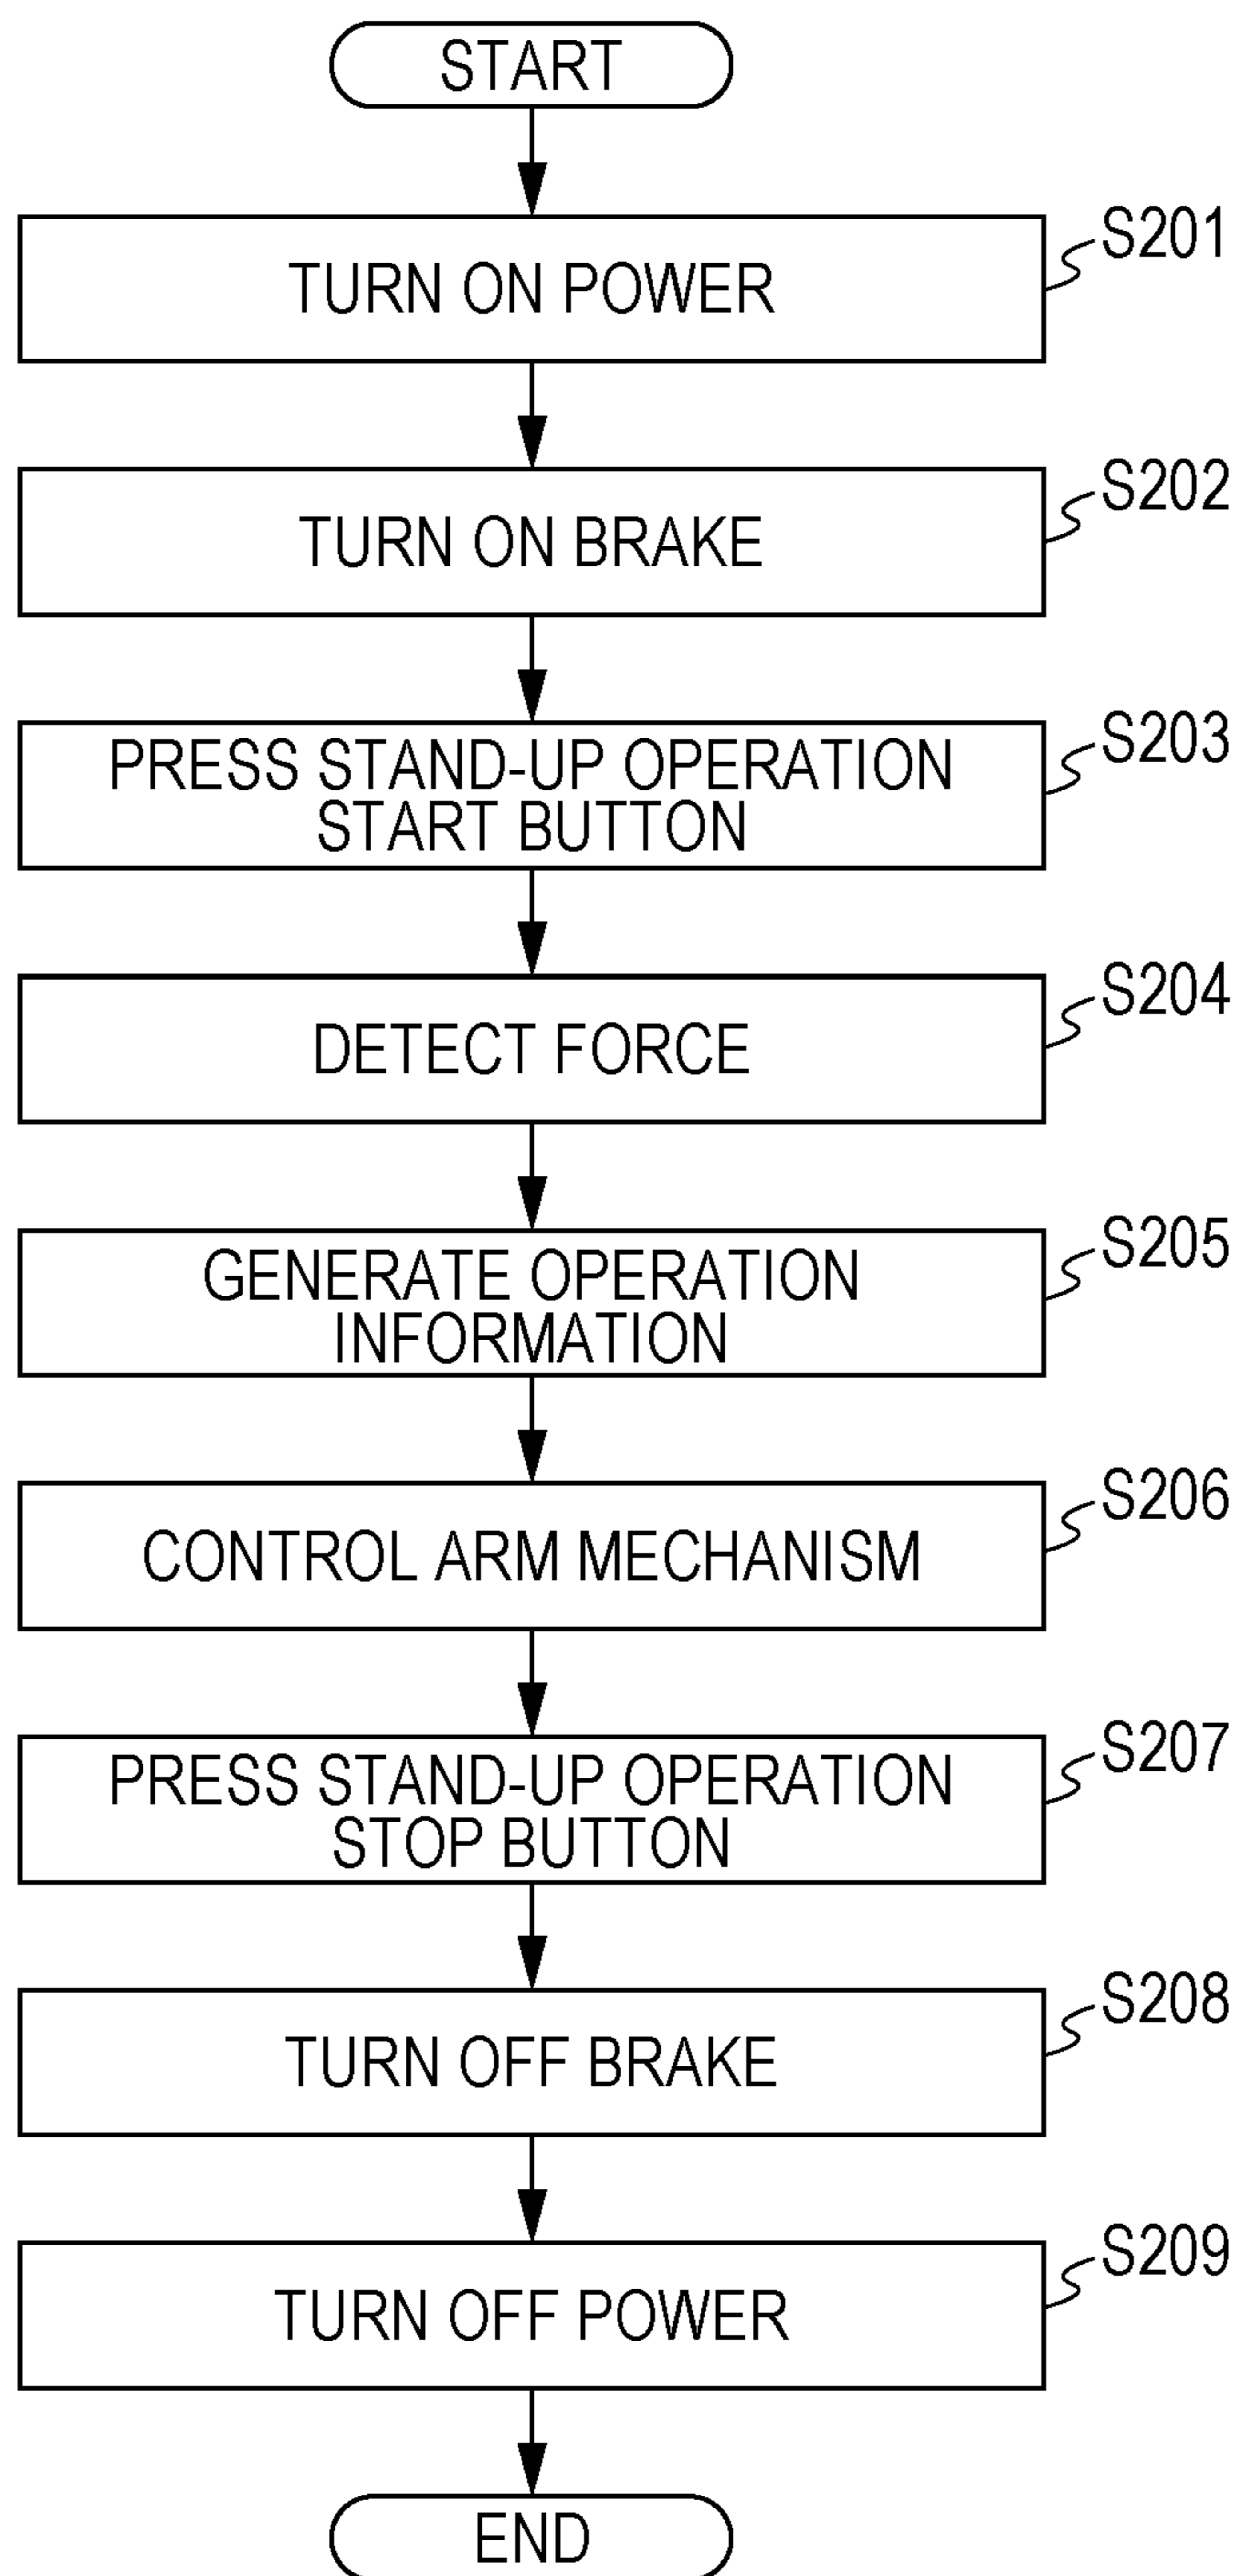 START
TURN ON POWER
S201
TURN ON BRAKE
S202
PRESS STAND-UP OPERATION
START BUTTON
S203
DETECT FORCE
S204
GENERATE OPERATION
INFORMATION
S205
CONTROL ARM MECHANISM
S206
PRESS STAND-UP OPERATION
STOP BUTTON
S207
TURN OFF BRAKE
S208
TURN OFF POWER
S209
END